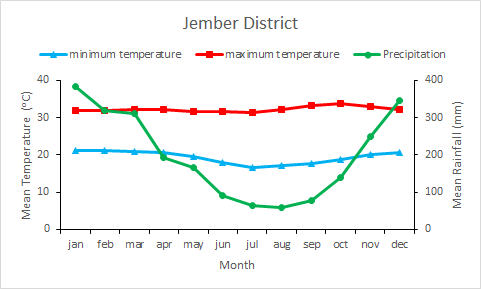 Jember District
minimum temperature maximum temperature Precipitation
40 400
30 300
20 200
10 100
0 0
Mean Temperature (°C)
Mean Rainfall (mm)
jan feb mar apr may jun jul aug sep oct nov dec
Month